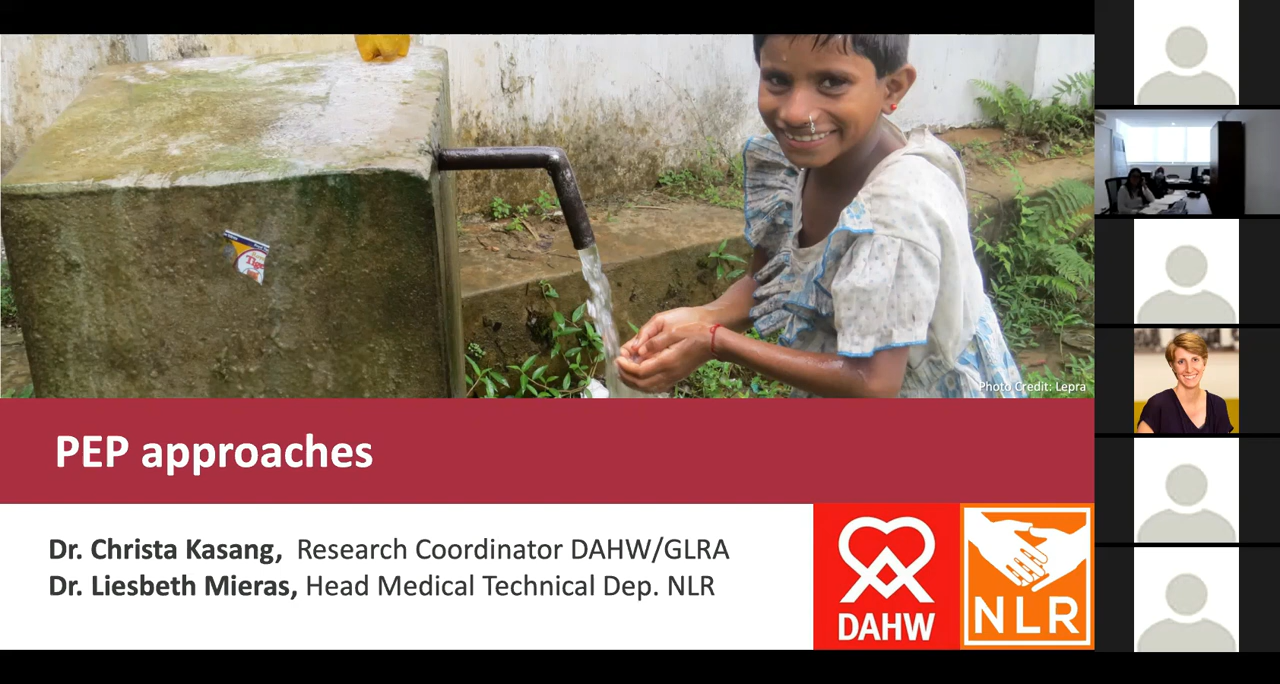 Tige
Photo Credit: Lepra
PEP approaches
Dr. Christa Kasang, Research Coordinator DAHW/GLRA
Dr. Liesbeth Mieras, Head Medical Technical Dep. NLR
DAHW
NLR